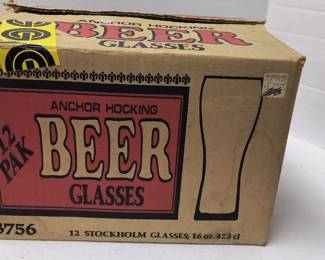 ANCHOR HOCKING
BEER
GLASSES
ANCHOR HOCKING
12 PAK
BEER
GLASSES
3756
12 STOCKHOLM GLASSES, 16 oz 473 cl